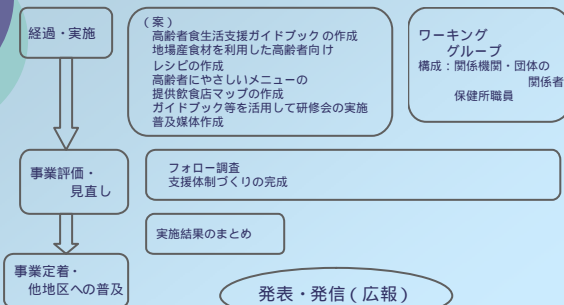 経過・実施
（案）
高齢者食生活支援ガイドブックの作成
地場産食材を利用した高齢者向け
レシピの作成
高齢者にやさしいメニューの
提供飲食店マップの作成
ガイドブック等を活用して研修会の実施
普及媒体作成
ワーキング
グループ
構成：関係機関・団体の
関係者
保健所職員
事業評価・
見直し
フォロー調査
支援体制づくりの完成
実施結果のまとめ
事業定着・
他地区への普及
発表・発信（広報）